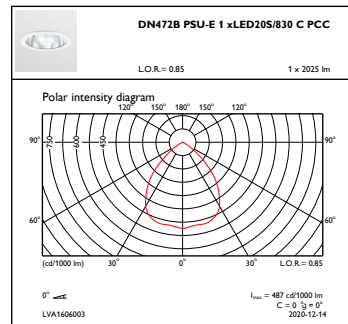 DN472B PSU-E 1 xLED20S/830 C PCC
L.O.R.= 0.85 1 x 2025 lm
Polar intensity diagram
120° 150° 180° 150° 120°
90° 750 600 450 90°
60° 60°
(cd/1000 lm) 30° 0° 30° L.O.R.= 0.85
0° Imax = 487 cd/1000 lm
C = 0 °g = 0°
LVA1606003 2020-12-14